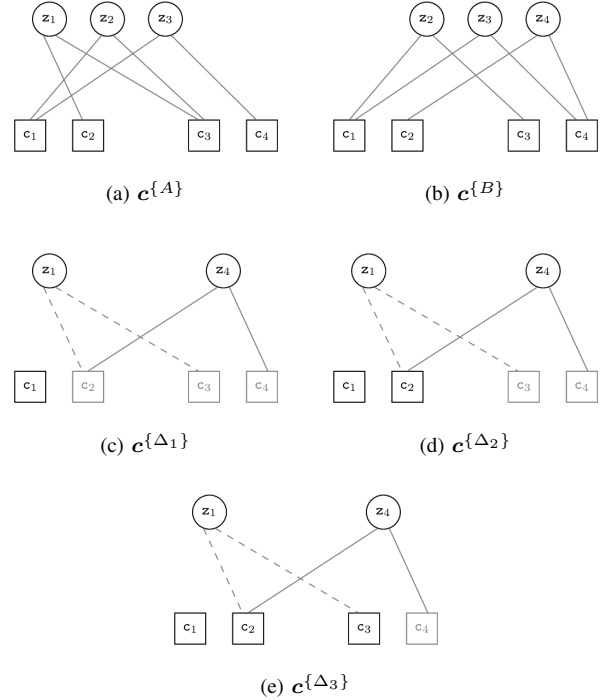 z₁ z₂ z₃
c₁ c₂ c₃ c₄
(a) c^{A}
z₂ z₃ z₄
c₁ c₂ c₃ c₄
(b) c^{B}
z₁ z₄
c₁ c₂ c₃ c₄
(c) c^{Δ₁}
z₁ z₄
c₁ c₂ c₃ c₄
(d) c^{Δ₂}
z₁ z₄
c₁ c₂ c₃ c₄
(e) c^{Δ₃}